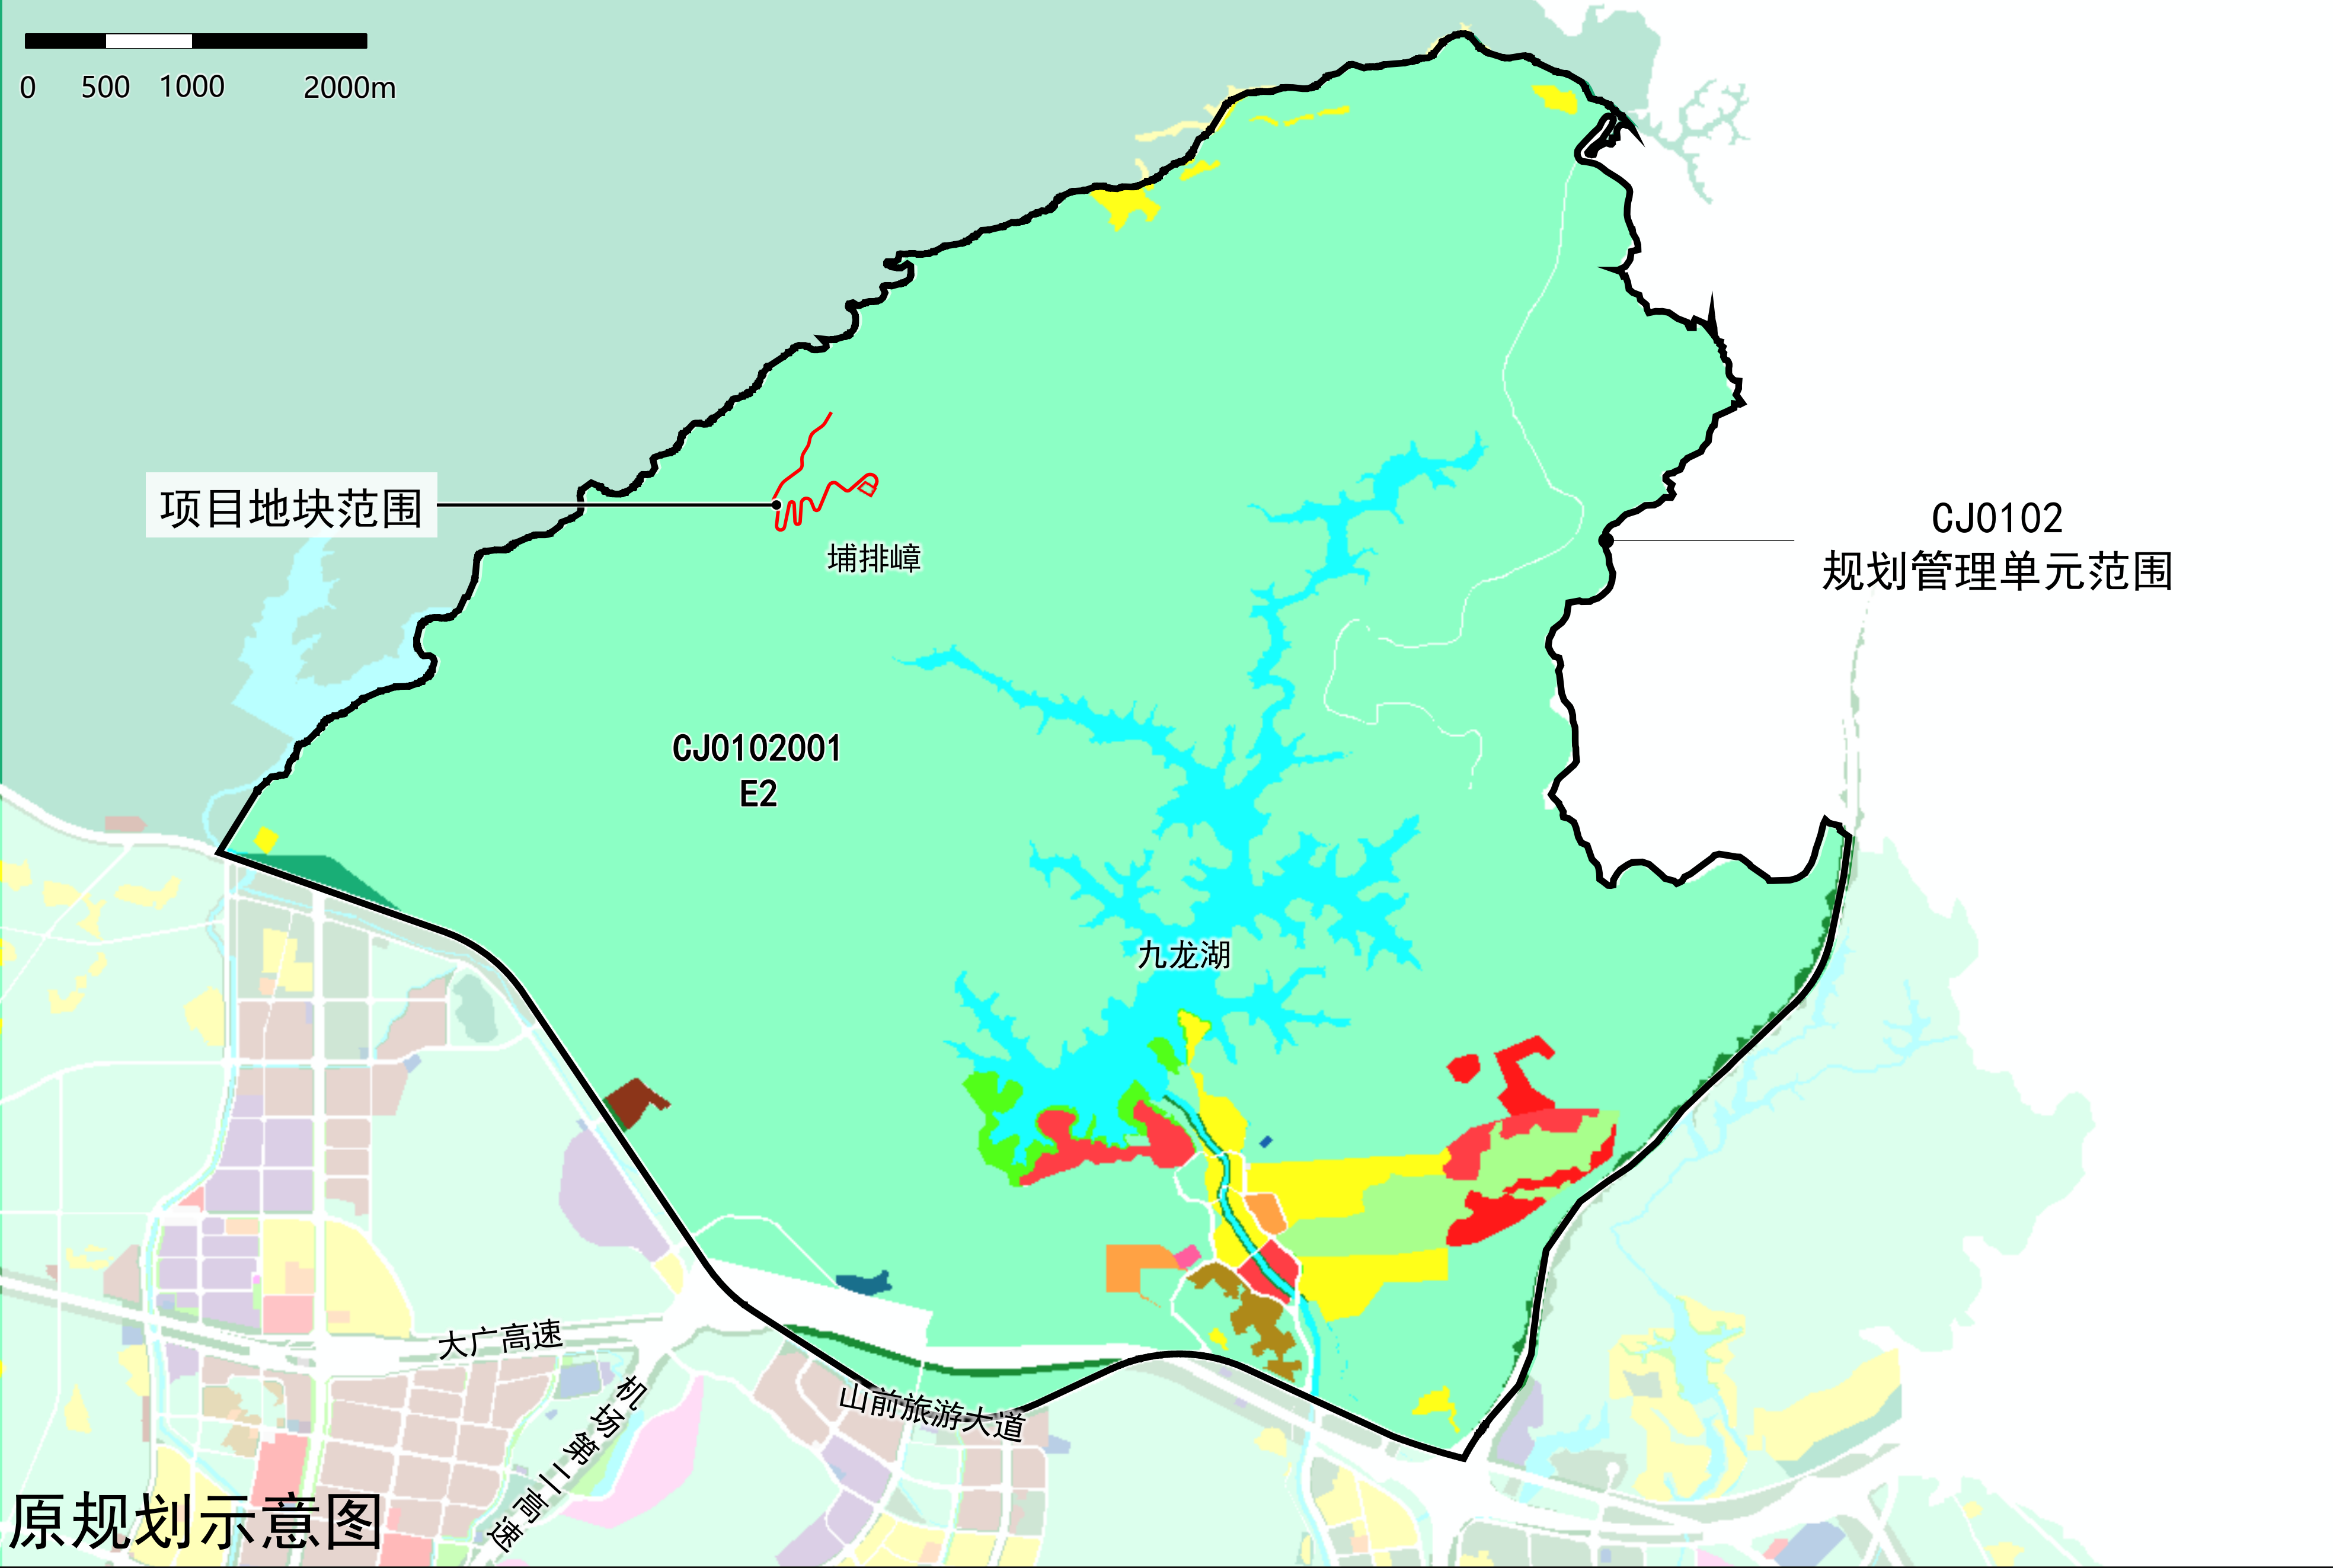 0 500 1000 2000m
项目地块范围
埔排嶂
CJ0102
规划管理单元范围
CJ0102001
E2
九龙湖
大广高速
山前旅游大道
机场第二高速
原规划示意图